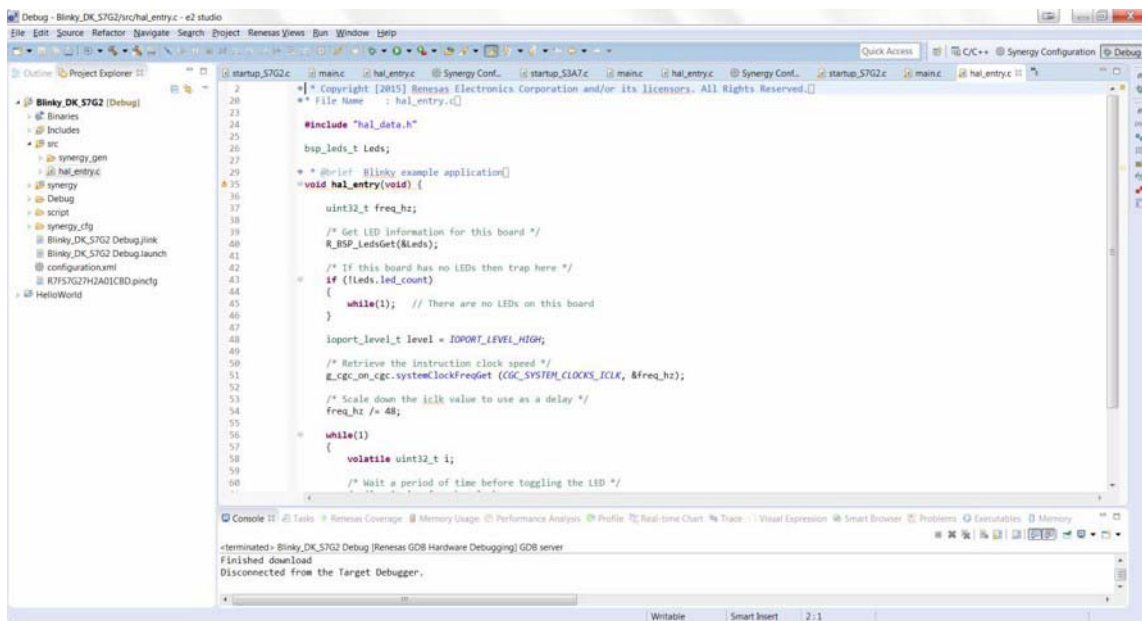 Debug - Blinky_DK_S7G2/src/hal_entry.c - e2 studio
File Edit Source Refactor Navigate Search Project Renesas Views Run Window Help
Quick Access C/C++ Synergy Configuration Debug
Outline Project Explorer
startup_S7G2.c main.c hal_entry.c Synergy Conf... startup_S3A7.c main.c hal_entry.c Synergy Conf... startup_S7G2.c main.c hal_entry.c
Blinky_DK_S7G2 [Debug]
Binaries
Includes
src
synergy_gen
hal_entry.c
synergy
Debug
script
synergy_cfg
Blinky_DK_S7G2 Debug.jlink
Blinky_DK_S7G2 Debug.launch
configuration.xml
R7FS7G27H2A01CBD.pincfg
HelloWorld
2 * * Copyright [2015] Renesas Electronics Corporation and/or its licensors. All Rights Reserved.
20 * * File Name : hal_entry.c
23
24 #include "hal_data.h"
25
26 bsp_leds_t Leds;
27
29 * @brief Blinky example application
35 void hal_entry(void) {
36
37 uint32_t freq_hz;
38
39 /* Get LED information for this board */
40 R_BSP_LedsGet(&Leds);
41
42 /* If this board has no LEDs then trap here */
43 if (!Leds.led_count)
44 {
45 while(1); // There are no LEDs on this board
46 }
47
48 ioport_level_t level = IOPORT_LEVEL_HIGH;
49
50 /* Retrieve the instruction clock speed */
51 g_cgc_on_cgc.systemClockFreqGet (CGC_SYSTEM_CLOCKS_ICLK, &freq_hz);
52
53 /* Scale down the iclk value to use as a delay */
54 freq_hz /= 48;
55
56 while(1)
57 {
58 volatile uint32_t i;
59
60 /* Wait a period of time before toggling the LED */
Console Tasks Renesas Coverage Memory Usage Performance Analysis Profile Real-time Chart Trace Visual Expression Smart Browser Problems Executables Memory
<terminated> Blinky_DK_S7G2 Debug [Renesas GDB Hardware Debugging] GDB server
Finished download
Disconnected from the Target Debugger.
Writable Smart Insert 2:1